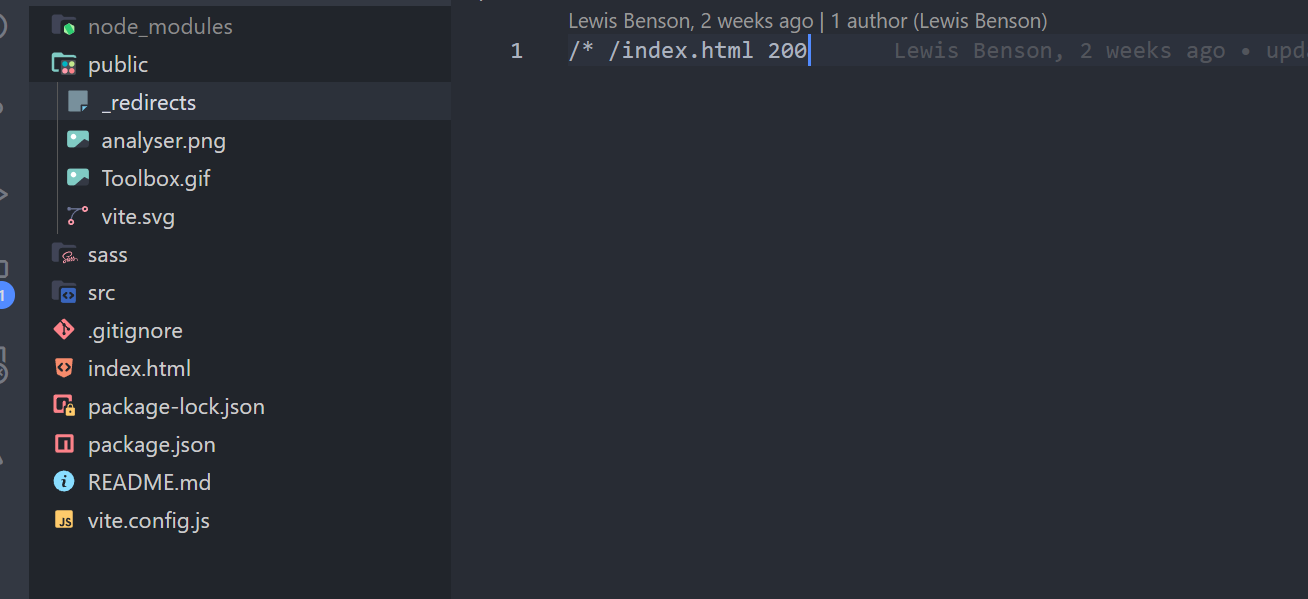 node_modules
public
_redirects
analyser.png
Toolbox.gif
vite.svg
sass
src
.gitignore
index.html
package-lock.json
package.json
README.md
vite.config.js
1
Lewis Benson, 2 weeks ago | 1 author (Lewis Benson)
1 /* /index.html 200 Lewis Benson, 2 weeks ago •